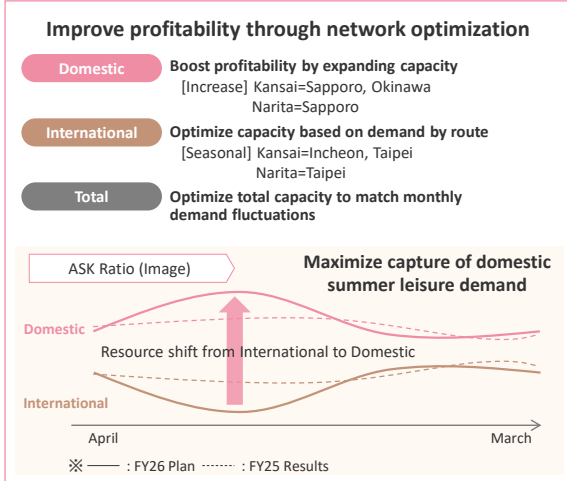 Improve profitability through network optimization
Domestic
Boost profitability by expanding capacity
[Increase] Kansai=Sapporo, Okinawa
Narita=Sapporo
International
Optimize capacity based on demand by route
[Seasonal] Kansai=Incheon, Taipei
Narita=Taipei
Total
Optimize total capacity to match monthly
demand fluctuations
ASK Ratio (Image)
Maximize capture of domestic
summer leisure demand
Domestic
Resource shift from International to Domestic
International
April
March
※ : FY26 Plan : FY25 Results